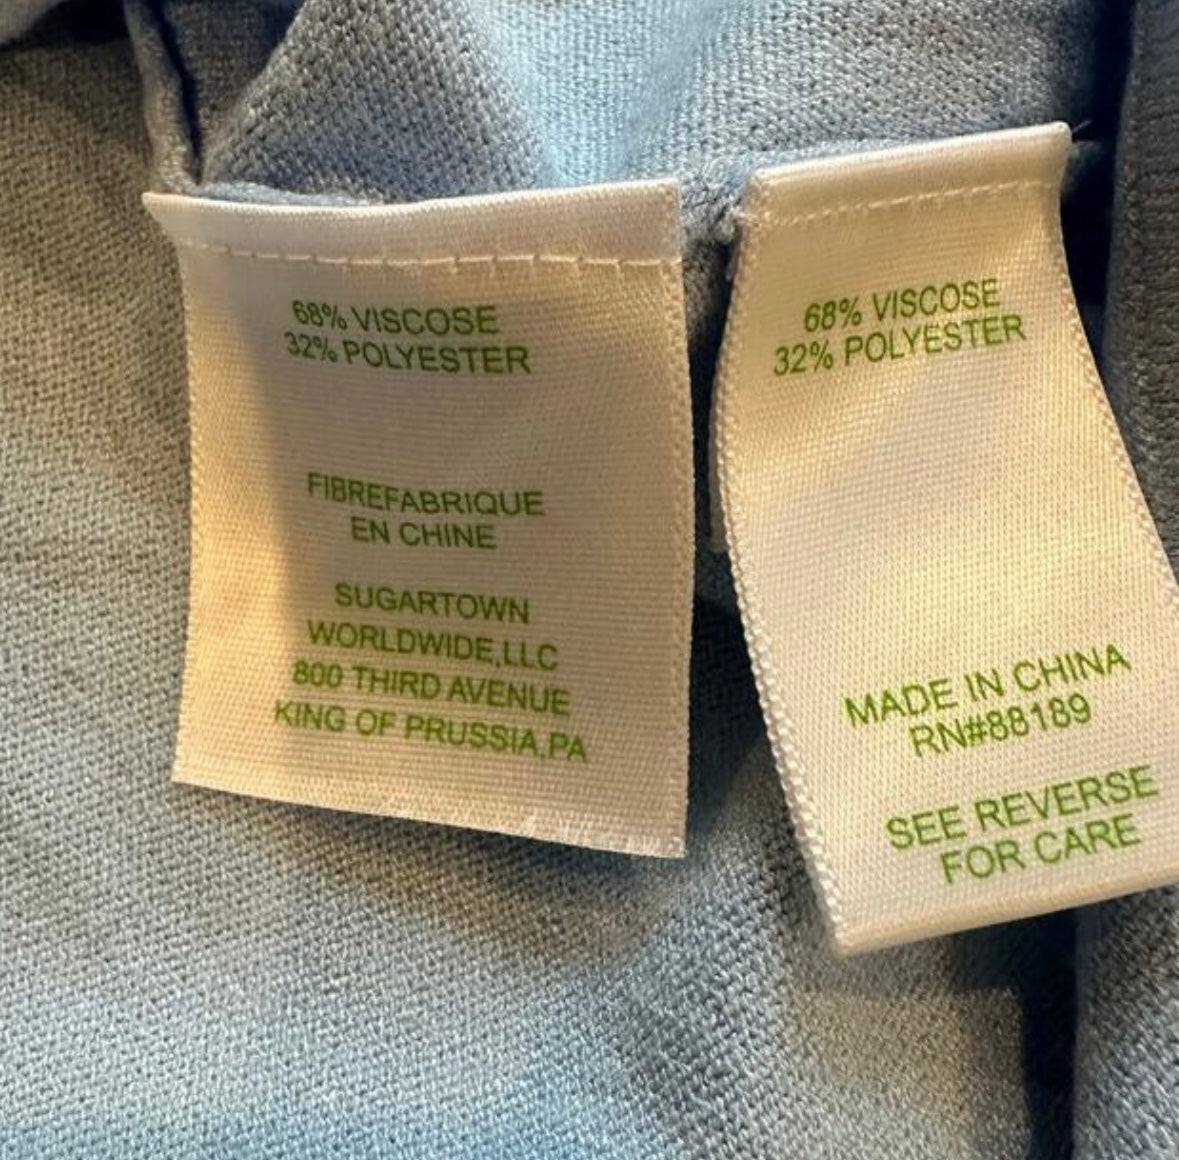 68% VISCOSE
32% POLYESTER
FIBREFABRIQUE
EN CHINE
SUGARTOWN
WORLDWIDE,LLC
800 THIRD AVENUE
KING OF PRUSSIA,PA
68% VISCOSE
32% POLYESTER
MADE IN CHINA
RN#88189
SEE REVERSE
FOR CARE